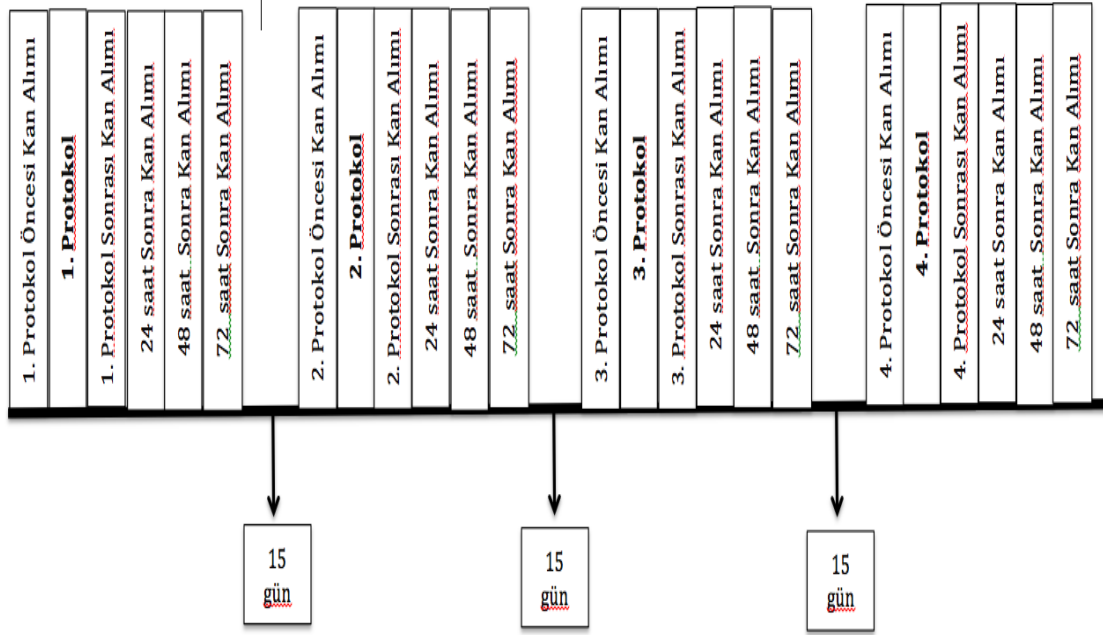 1. Protokol Öncesi Kan Alımı
1. Protokol
1. Protokol Sonrası Kan Alımı
24 saat Sonra Kan Alımı
48 saat Sonra Kan Alımı
72 saat Sonra Kan Alımı
2. Protokol Öncesi Kan Alımı
2. Protokol
2. Protokol Sonrası Kan Alımı
24 saat Sonra Kan Alımı
48 saat Sonra Kan Alımı
72 saat Sonra Kan Alımı
3. Protokol Öncesi Kan Alımı
3. Protokol
3. Protokol Sonrası Kan Alımı
24 saat Sonra Kan Alımı
48 saat Sonra Kan Alımı
72 saat Sonra Kan Alımı
4. Protokol Öncesi Kan Alımı
4. Protokol
4. Protokol Sonrası Kan Alımı
24 saat Sonra Kan Alımı
48 saat Sonra Kan Alımı
72 saat Sonra Kan Alımı
15
gün
15
gün
15
gün